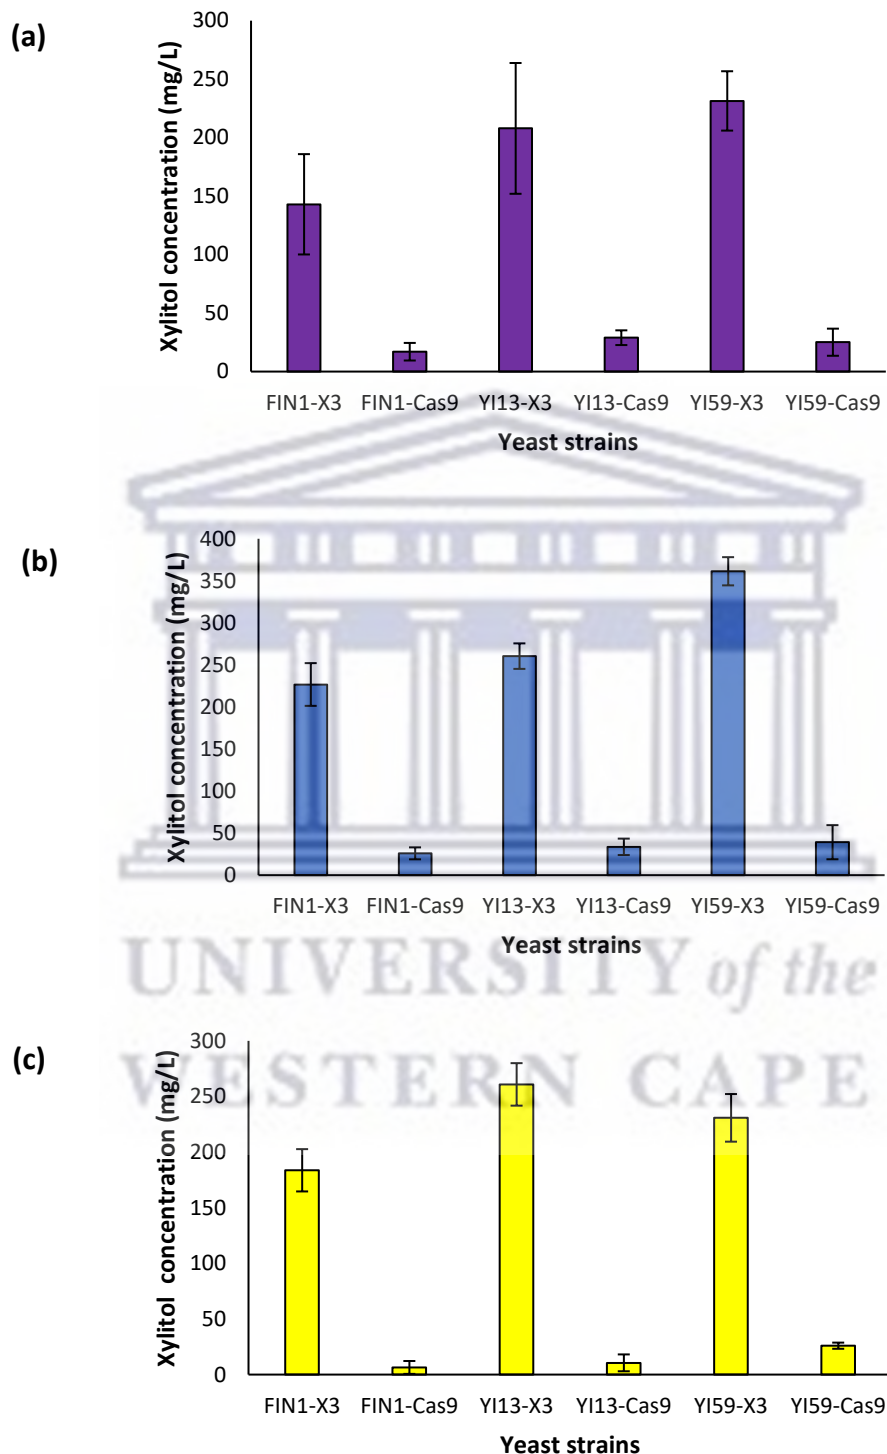 (a)
Xylitol concentration (mg/L)
300
250
200
150
100
50
0
FIN1-X3 FIN1-Cas9 YI13-X3 YI13-Cas9 YI59-X3 YI59-Cas9
Yeast strains
(b)
Xylitol concentration (mg/L)
400
350
300
250
200
150
100
50
0
FIN1-X3 FIN1-Cas9 YI13-X3 YI13-Cas9 YI59-X3 YI59-Cas9
Yeast strains
UNIVERSITY of the
WESTERN CAPE
(c)
Xylitol concentration (mg/L)
300
250
200
150
100
50
0
FIN1-X3 FIN1-Cas9 YI13-X3 YI13-Cas9 YI59-X3 YI59-Cas9
Yeast strains